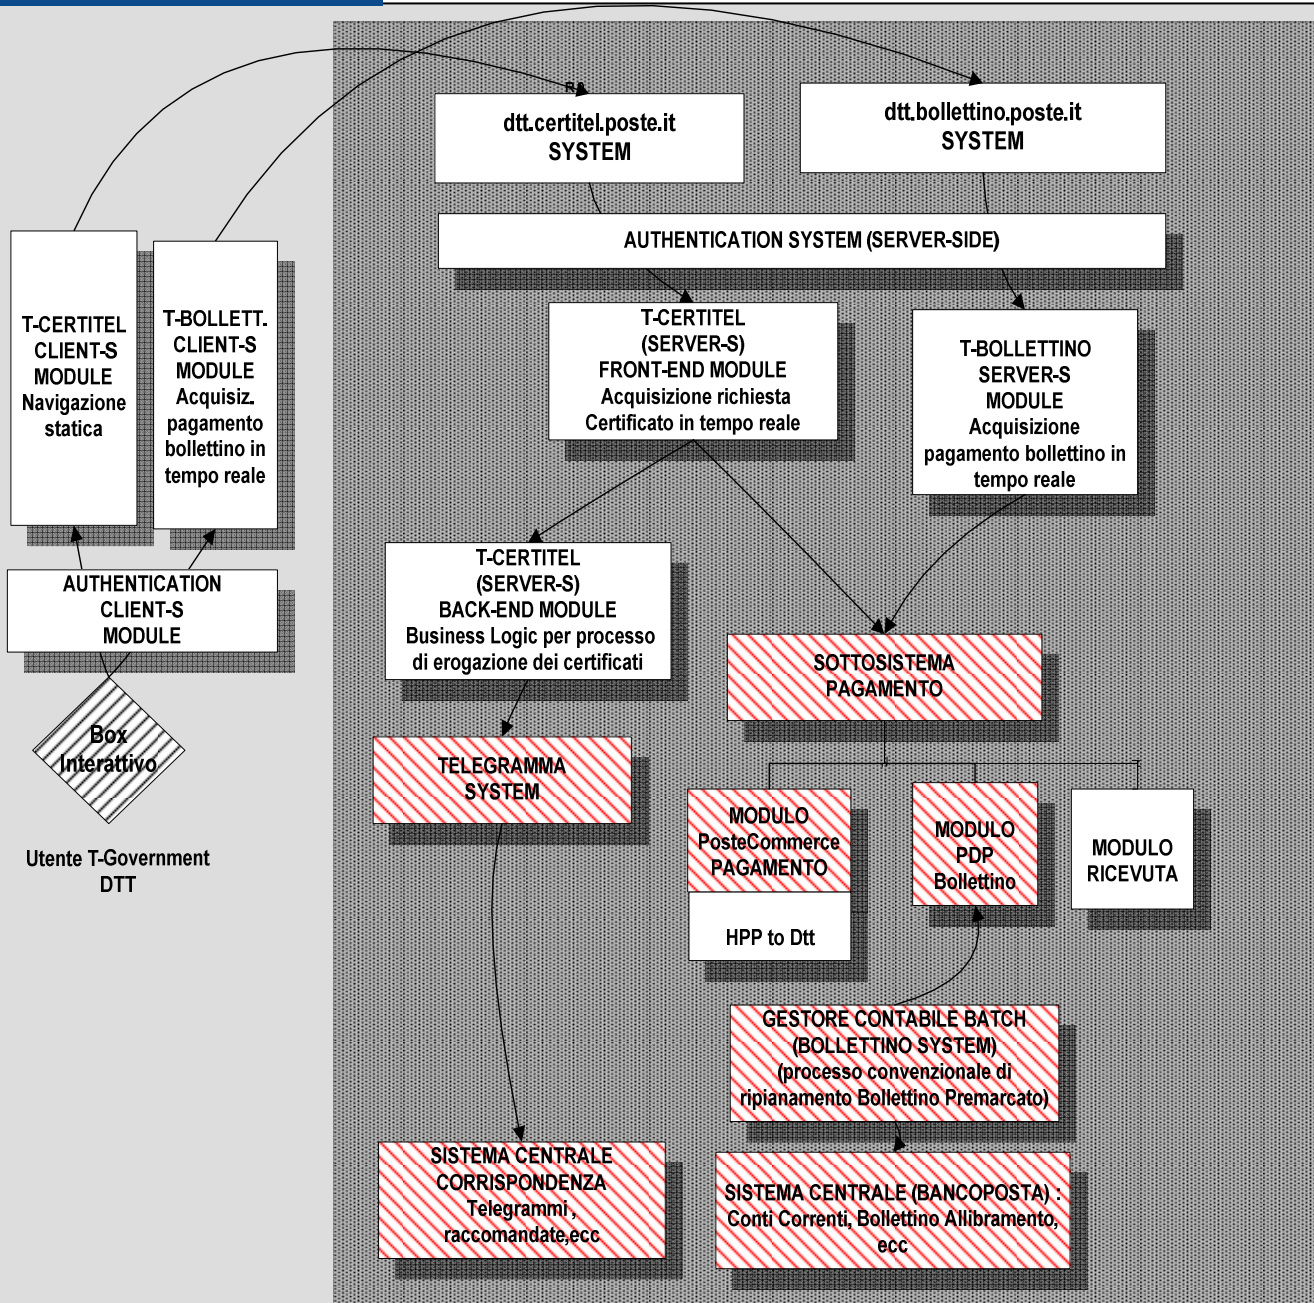 dtt.certitel.poste.it
SYSTEM
dtt.bollettino.poste.it
SYSTEM
AUTHENTICATION SYSTEM (SERVER-SIDE)
T-CERTITEL
CLIENT-S
MODULE
Navigazione
statica
T-BOLLETT.
CLIENT-S
MODULE
Acquisiz.
pagamento
bollettino in
tempo reale
T-CERTITEL
(SERVER-S)
FRONT-END MODULE
Acquisizione richiesta
Certificato in tempo reale
T-BOLLETTINO
SERVER-S
MODULE
Acquisizione
pagamento bollettino in
tempo reale
AUTHENTICATION
CLIENT-S
MODULE
T-CERTITEL
(SERVER-S)
BACK-END MODULE
Business Logic per processo
di erogazione dei certificati
SOTTOSISTEMA
PAGAMENTO
Box
Interattivo
TELEGRAMMA
SYSTEM
Utente T-Government
DTT
MODULO
PosteCommerce
PAGAMENTO
HPP to Dtt
MODULO
PDP
Bollettino
MODULO
RICEVUTA
GESTORE CONTABILE BATCH
(BOLLETTINO SYSTEM)
(processo convenzionale di
ripianamento Bollettino Premarcato)
SISTEMA CENTRALE
CORRISPONDENZA
Telegrammi ,
raccomandate,ecc
SISTEMA CENTRALE (BANCOPOSTA) :
Conti Correnti, Bollettino Allibramento,
ecc